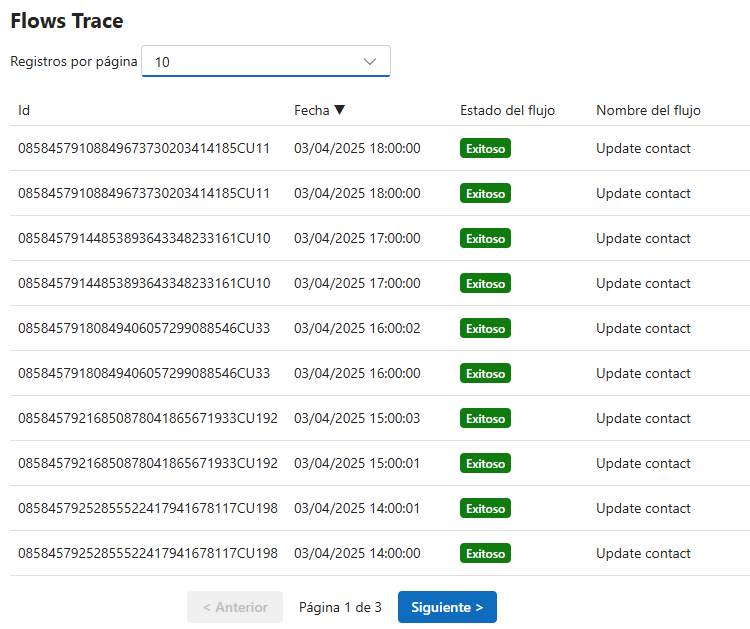 Flows Trace
Registros por página 10
Id Fecha ▼ Estado del flujo Nombre del flujo
08584579108849673730203414185CU11 03/04/2025 18:00:00 Exitoso Update contact
08584579108849673730203414185CU11 03/04/2025 18:00:00 Exitoso Update contact
08584579144853893643348233161CU10 03/04/2025 17:00:00 Exitoso Update contact
08584579144853893643348233161CU10 03/04/2025 17:00:00 Exitoso Update contact
08584579180849406057299088546CU33 03/04/2025 16:00:02 Exitoso Update contact
08584579180849406057299088546CU33 03/04/2025 16:00:00 Exitoso Update contact
08584579216850878041865671933CU192 03/04/2025 15:00:03 Exitoso Update contact
08584579216850878041865671933CU192 03/04/2025 15:00:01 Exitoso Update contact
08584579252855522417941678117CU198 03/04/2025 14:00:01 Exitoso Update contact
08584579252855522417941678117CU198 03/04/2025 14:00:00 Exitoso Update contact
< Anterior Página 1 de 3 Siguiente >